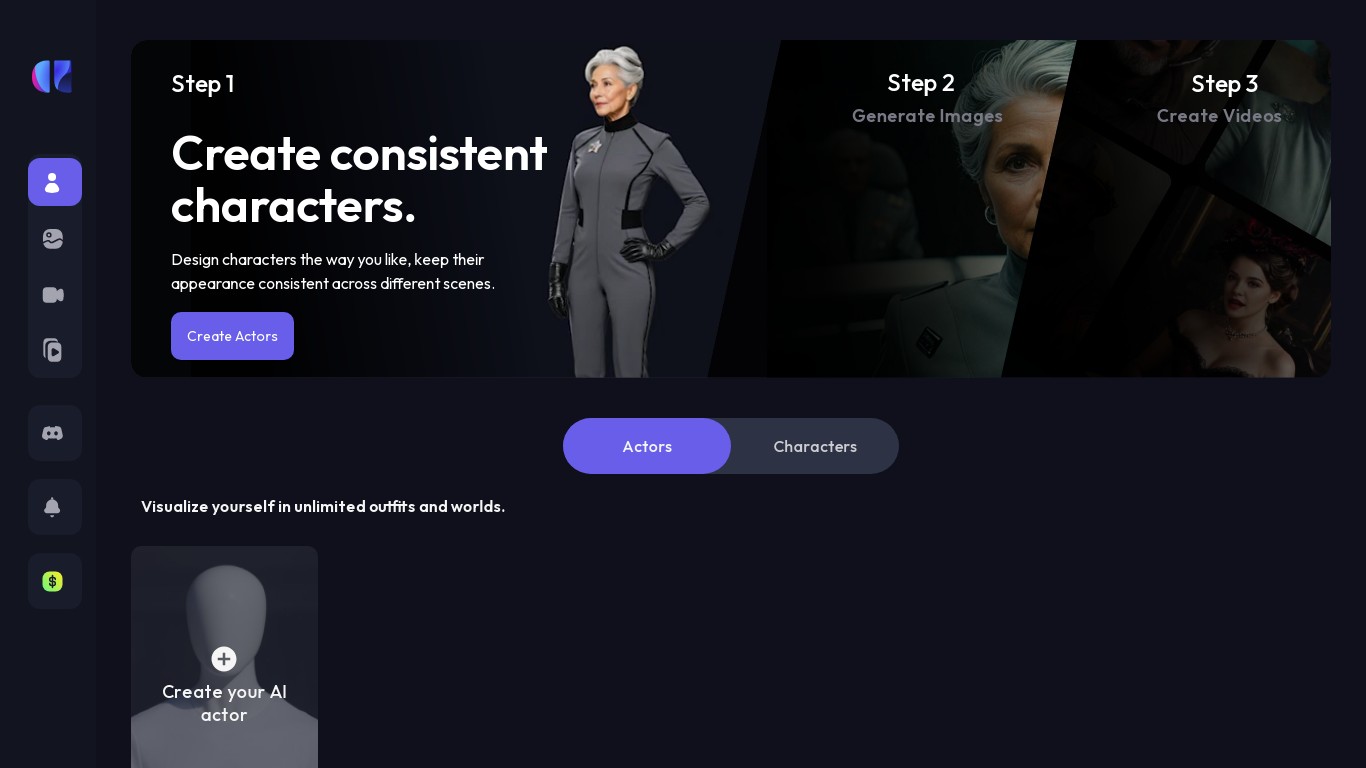 Step 1
Create consistent
characters.
Design characters the way you like, keep their
appearance consistent across different scenes.
Create Actors
Step 2
Generate Images
Step 3
Create Videos
Actors
Characters
Visualize yourself in unlimited outfits and worlds.
Create your AI
actor